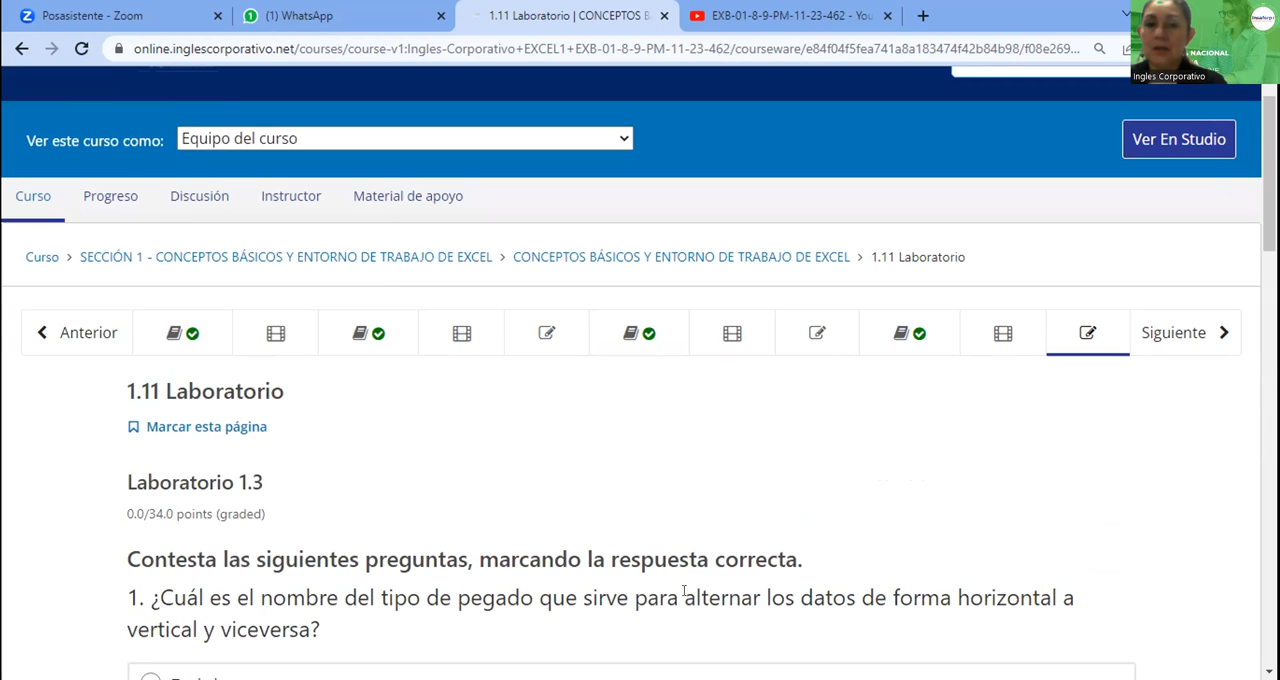 Posasistente - Zoom
(1) WhatsApp
1.11 Laboratorio | CONCEPTOS B
EXB-01-8-9-PM-11-23-462 - You
online.inglescorporativo.net/courses/course-v1:Ingles-Corporativo+EXCEL1+EXB-01-8-9-PM-11-23-462/courseware/e84f04f5fea741a8a183474f42b84b98/f08e269...
NACIONAL
Ingles Corporativo
Ver este curso como:
Equipo del curso
Ver En Studio
Curso
Progreso
Discusión
Instructor
Material de apoyo
Curso > SECCIÓN 1 - CONCEPTOS BÁSICOS Y ENTORNO DE TRABAJO DE EXCEL > CONCEPTOS BÁSICOS Y ENTORNO DE TRABAJO DE EXCEL > 1.11 Laboratorio
Anterior
Siguiente
1.11 Laboratorio
Marcar esta página
Laboratorio 1.3
0.0/34.0 points (graded)
Contesta las siguientes preguntas, marcando la respuesta correcta.
1. ¿Cuál es el nombre del tipo de pegado que sirve para alternar los datos de forma horizontal a
vertical y viceversa?